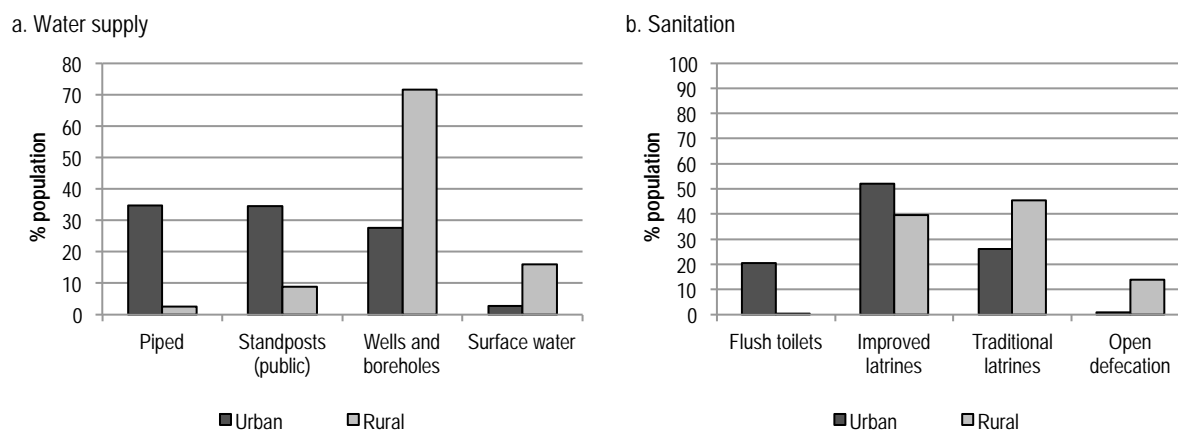 a. Water supply
80
70
60
50
40
30
20
10
0
% population
Piped
Standposts
(public)
Wells and
boreholes
Surface water
Urban
Rural
b. Sanitation
100
90
80
70
60
50
40
30
20
10
0
% population
Flush toilets
Improved
latrines
Traditional
latrines
Open
defecation
Urban
Rural